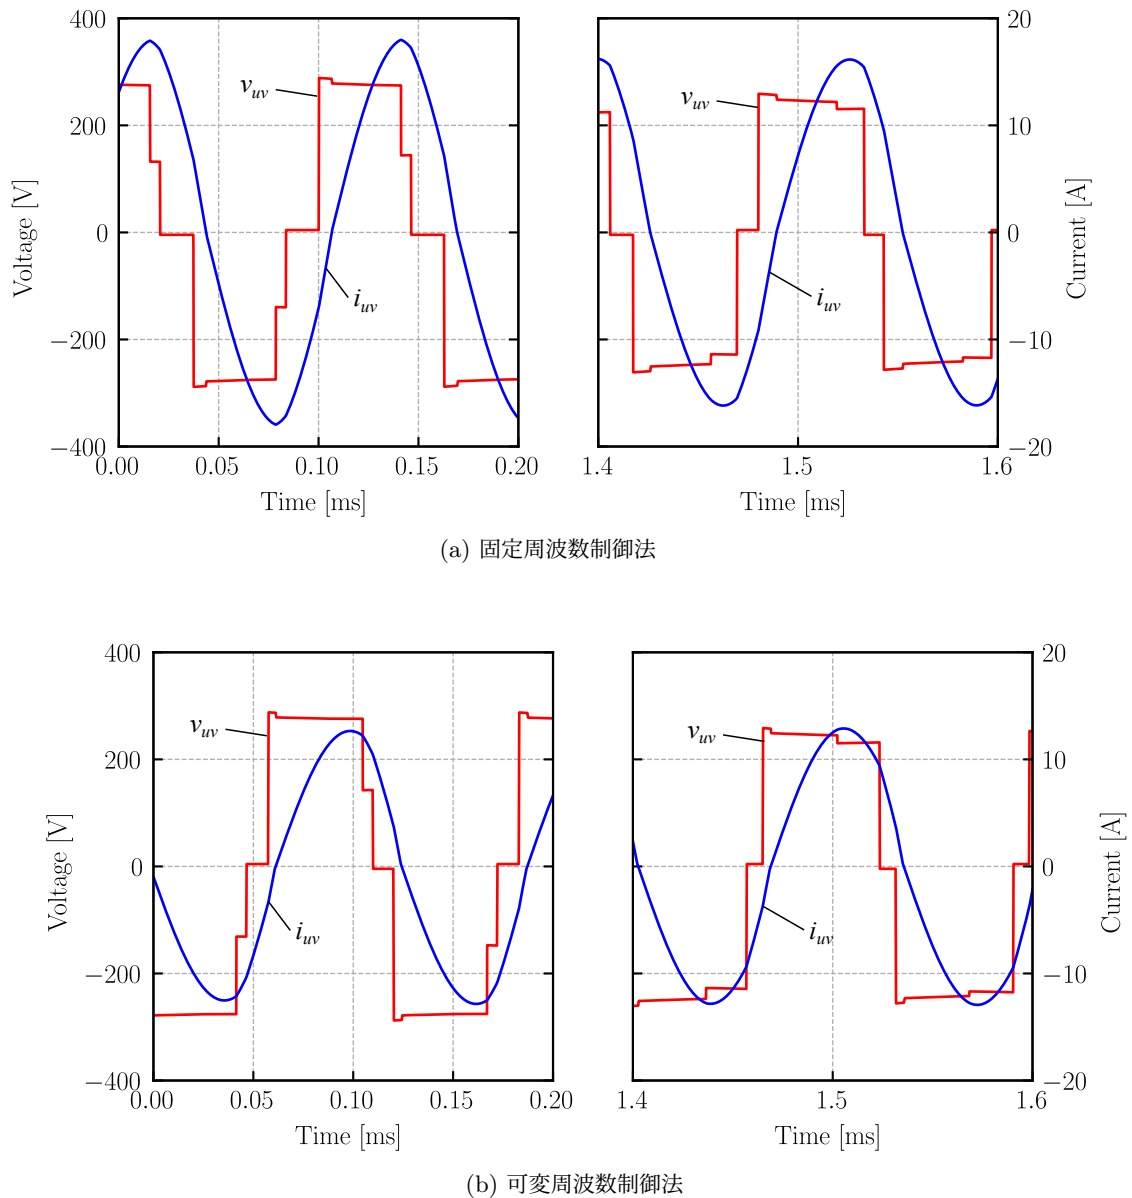 400
200
0
−200
−400
Voltage [V]
0.00 0.05 0.10 0.15 0.20
Time [ms]
v_uv
i_uv
20
10
0
−10
−20
Current [A]
1.4 1.5 1.6
Time [ms]
v_uv
i_uv
(a) 固定周波数制御法
400
200
0
−200
−400
Voltage [V]
0.00 0.05 0.10 0.15 0.20
Time [ms]
v_uv
i_uv
20
10
0
−10
−20
Current [A]
1.4 1.5 1.6
Time [ms]
v_uv
i_uv
(b) 可変周波数制御法